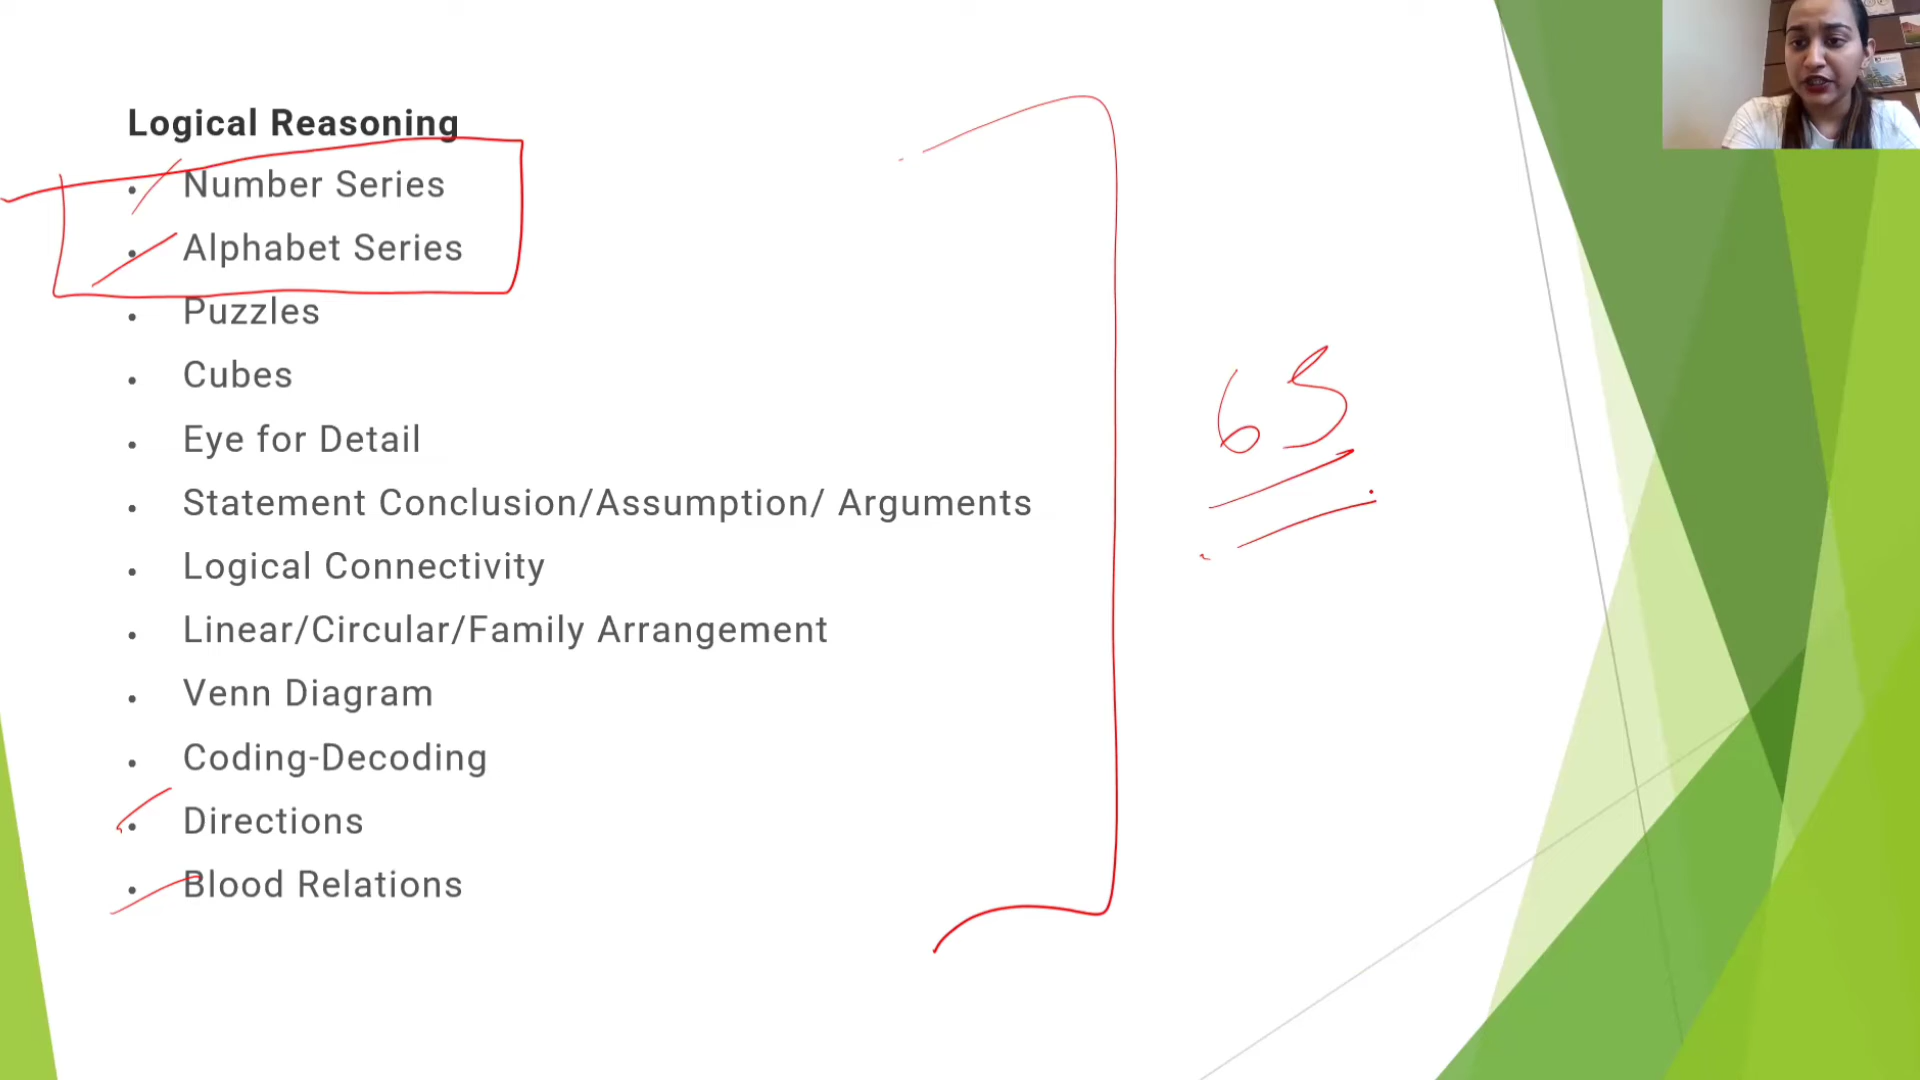 Logical Reasoning
• Number Series
• Alphabet Series
• Puzzles
• Cubes
• Eye for Detail
• Statement Conclusion/Assumption/ Arguments
• Logical Connectivity
• Linear/Circular/Family Arrangement
• Venn Diagram
• Coding-Decoding
• Directions
• Blood Relations
65